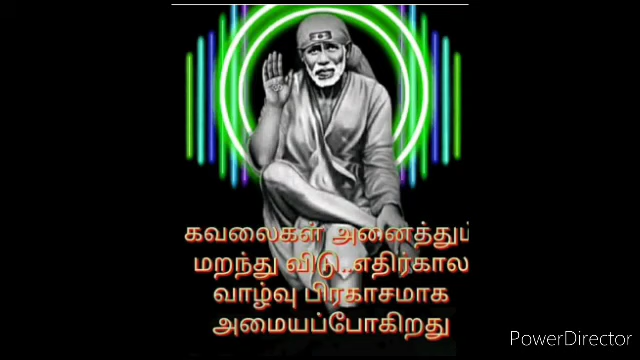 கவலைகள் அனைத்தும்
மறந்து விடு..எதிர்கால
வாழ்வு பிரகாசமாக
அமையப்போகிறது
PowerDirector